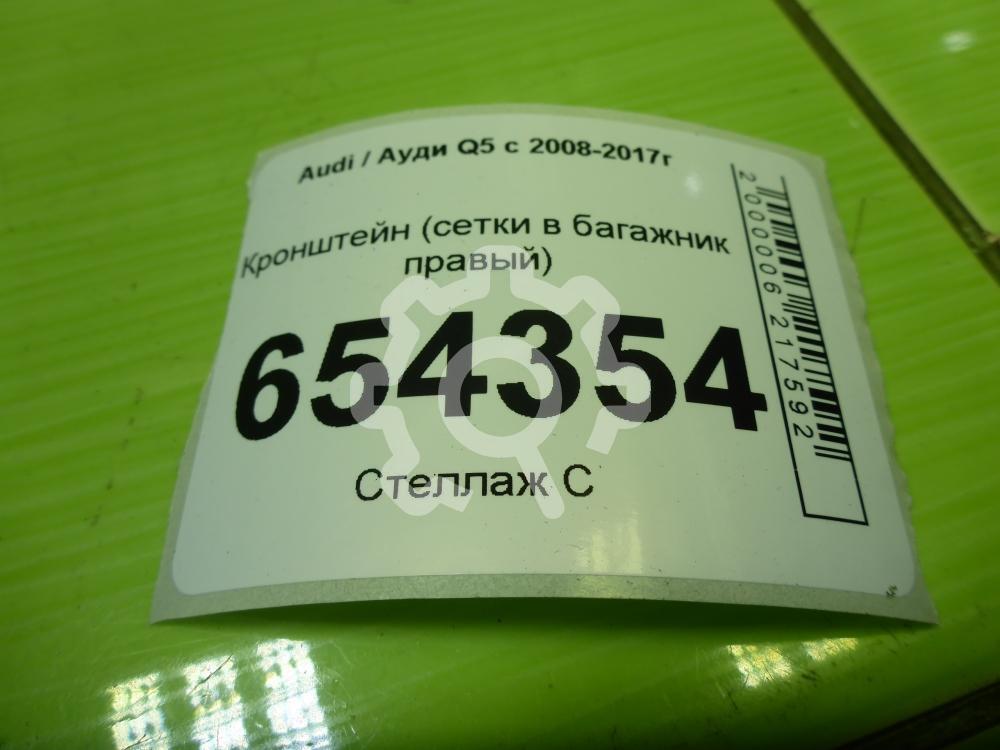 Audi / Ауди Q5 с 2008-2017г
Кронштейн (сетки в багажник
правый)
654354
Стеллаж С
2000006217592